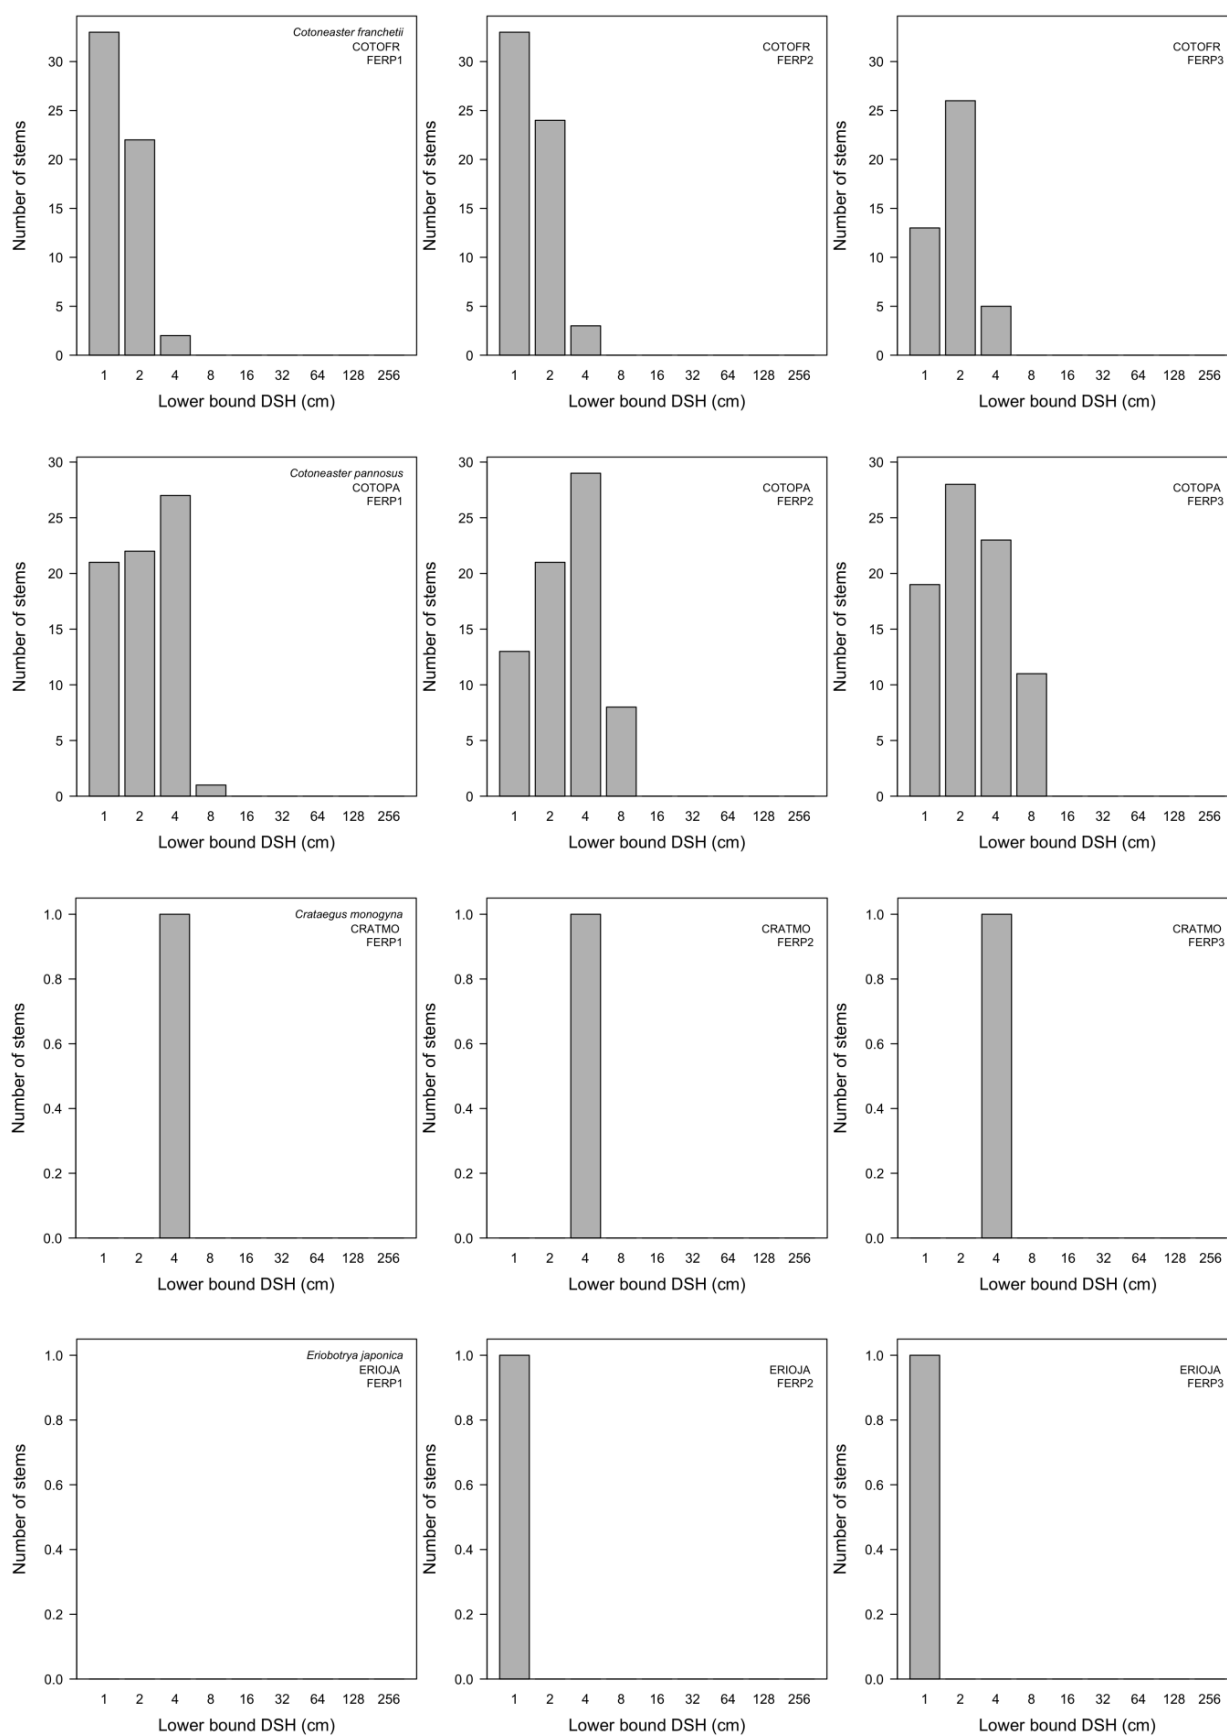 Number of stems
30
25
20
15
10
5
0
Cotoneaster franchetii
COTOFR
FERP1
1 2 4 8 16 32 64 128 256
Lower bound DSH (cm)
Number of stems
30
25
20
15
10
5
0
COTOFR
FERP2
1 2 4 8 16 32 64 128 256
Lower bound DSH (cm)
Number of stems
30
25
20
15
10
5
0
COTOFR
FERP3
1 2 4 8 16 32 64 128 256
Lower bound DSH (cm)
Number of stems
30
25
20
15
10
5
0
Cotoneaster pannosus
COTOPA
FERP1
1 2 4 8 16 32 64 128 256
Lower bound DSH (cm)
Number of stems
30
25
20
15
10
5
0
COTOPA
FERP2
1 2 4 8 16 32 64 128 256
Lower bound DSH (cm)
Number of stems
30
25
20
15
10
5
0
COTOPA
FERP3
1 2 4 8 16 32 64 128 256
Lower bound DSH (cm)
Number of stems
1.0
0.8
0.6
0.4
0.2
0.0
Crataegus monogyna
CRATMO
FERP1
1 2 4 8 16 32 64 128 256
Lower bound DSH (cm)
Number of stems
1.0
0.8
0.6
0.4
0.2
0.0
CRATMO
FERP2
1 2 4 8 16 32 64 128 256
Lower bound DSH (cm)
Number of stems
1.0
0.8
0.6
0.4
0.2
0.0
CRATMO
FERP3
1 2 4 8 16 32 64 128 256
Lower bound DSH (cm)
Number of stems
1.0
0.8
0.6
0.4
0.2
0.0
Eriobotrya japonica
ERIOJA
FERP1
1 2 4 8 16 32 64 128 256
Lower bound DSH (cm)
Number of stems
1.0
0.8
0.6
0.4
0.2
0.0
ERIOJA
FERP2
1 2 4 8 16 32 64 128 256
Lower bound DSH (cm)
Number of stems
1.0
0.8
0.6
0.4
0.2
0.0
ERIOJA
FERP3
1 2 4 8 16 32 64 128 256
Lower bound DSH (cm)